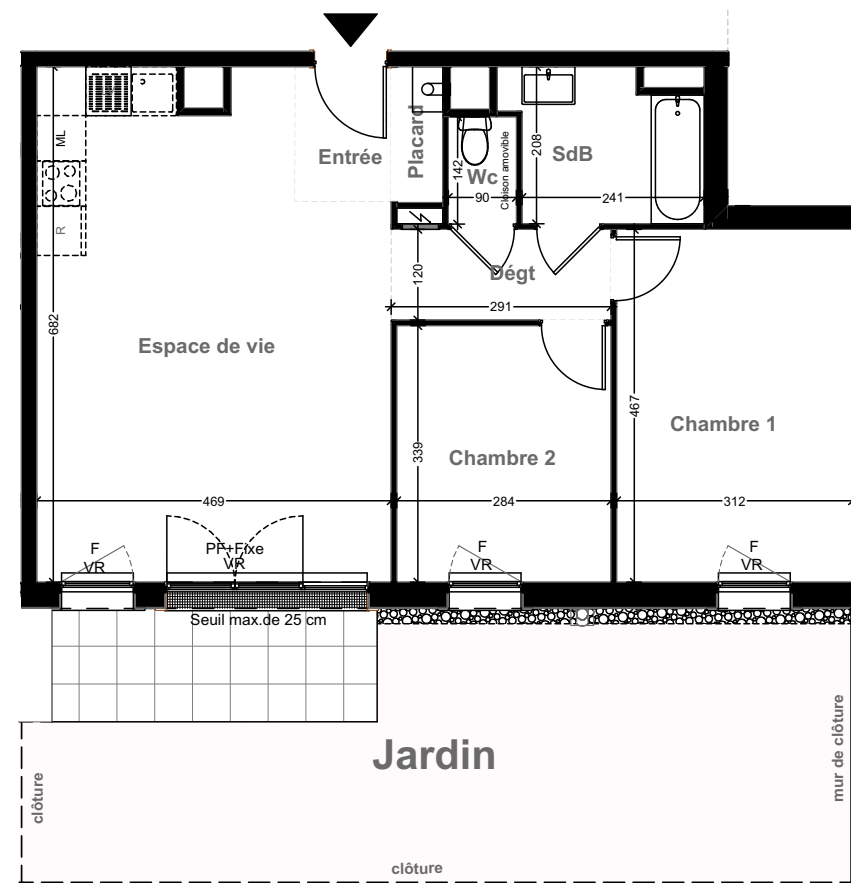 ML
R
Entrée
Placard
142
Wc
90
Cloison amovible
208
SdB
241
120
Dégt
291
682
Espace de vie
467
Chambre 1
339
Chambre 2
469
284
312
F
VR
PF+Fixe
VR
F
VR
F
VR
Seuil max.de 25 cm
Jardin
clôture
mur de clôture
clôture